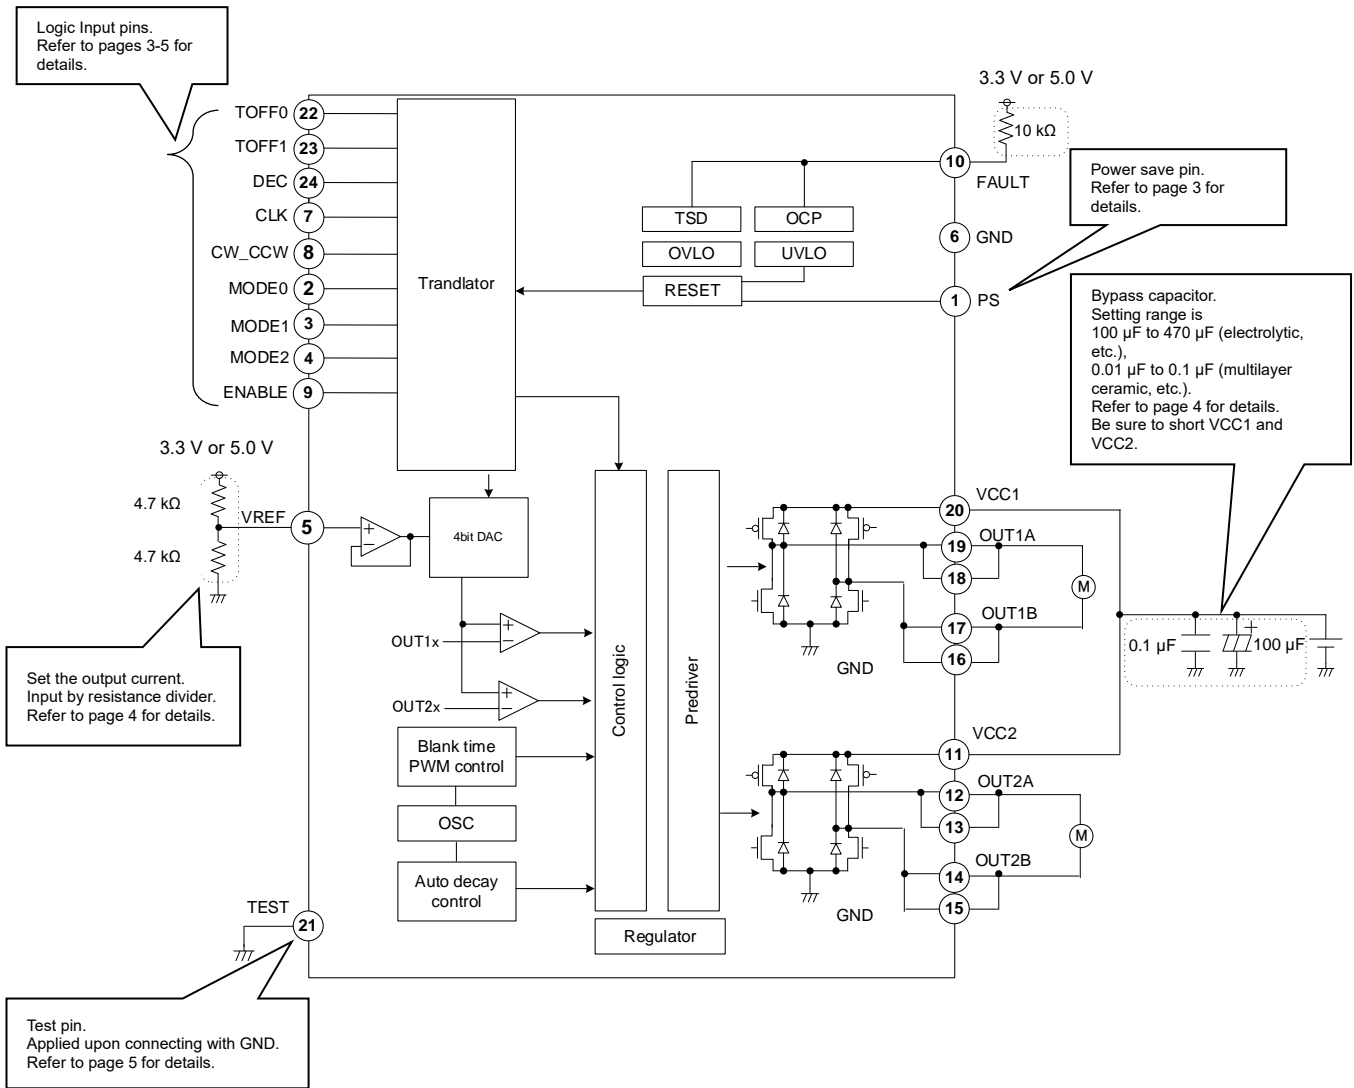 Logic Input pins.
Refer to pages 3-5 for
details.
3.3 V or 5.0 V
10 kΩ
TOFF0 22
TOFF1 23
DEC 24
CLK 7
CW_CCW 8
MODE0 2
MODE1 3
MODE2 4
ENABLE 9
Trandlator
TSD
OCP
OVLO
UVLO
RESET
10
FAULT
6 GND
1 PS
Power save pin.
Refer to page 3 for
details.
Bypass capacitor.
Setting range is
100 µF to 470 µF (electrolytic,
etc.),
0.01 µF to 0.1 µF (multilayer
ceramic, etc.).
Refer to page 4 for details.
Be sure to short VCC1 and
VCC2.
3.3 V or 5.0 V
4.7 kΩ
4.7 kΩ
VREF 5
+
−
4bit DAC
OUT1x
+
−
OUT2x
+
−
Blank time
PWM control
OSC
Auto decay
control
Control logic
Predriver
Regulator
VCC1
20
OUT1A
19
18
M
OUT1B
17
16
GND
0.1 µF
+
100 µF
VCC2
11
OUT2A
12
13
M
OUT2B
14
15
GND
Set the output current.
Input by resistance divider.
Refer to page 4 for details.
TEST
21
Test pin.
Applied upon connecting with GND.
Refer to page 5 for details.